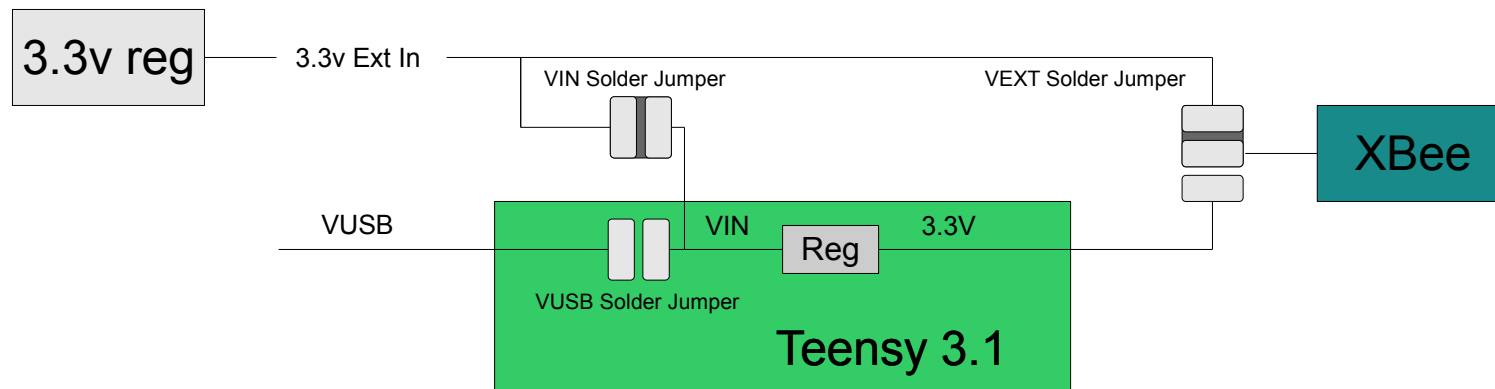 3.3v reg
3.3v Ext In
VIN Solder Jumper
VEXT Solder Jumper
XBee
VUSB
VIN
Reg
3.3V
VUSB Solder Jumper
Teensy 3.1